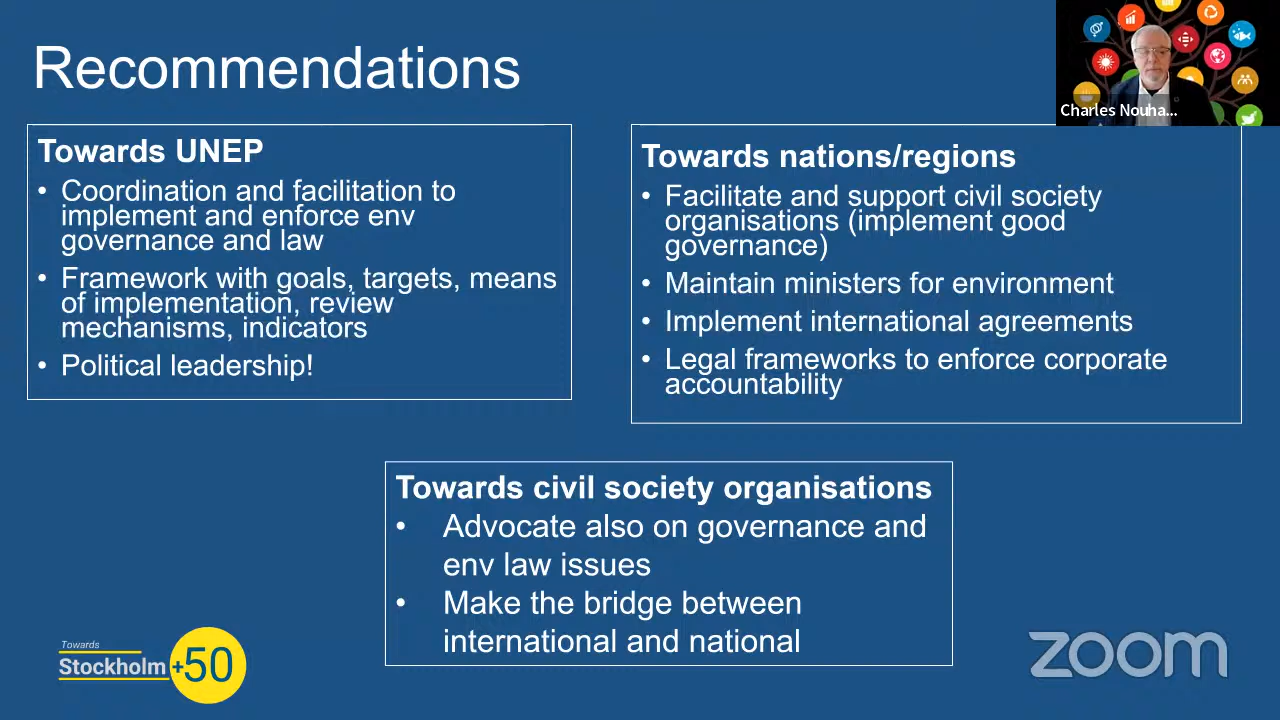 Recommendations
Charles Nouha...
Towards UNEP
• Coordination and facilitation to
implement and enforce env
governance and law
• Framework with goals, targets, means
of implementation, review
mechanisms, indicators
• Political leadership!
Towards nations/regions
• Facilitate and support civil society
organisations (implement good
governance)
• Maintain ministers for environment
• Implement international agreements
• Legal frameworks to enforce corporate
accountability
Towards civil society organisations
• Advocate also on governance and
env law issues
• Make the bridge between
international and national
Towards
Stockholm+50
zoom